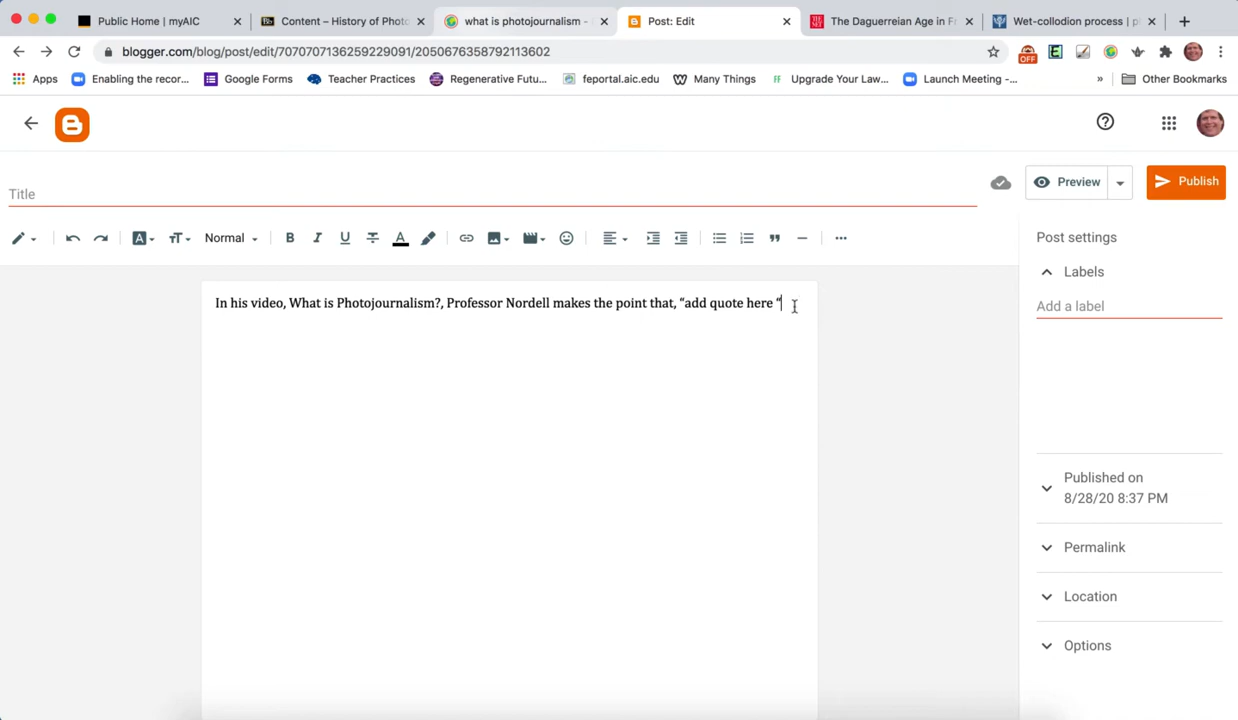 Public Home | myAIC
Content – History of Photo
what is photojournalism -
Post: Edit
The Daguerreian Age in Fr
Wet-collodion process | p
blogger.com/blog/post/edit/7070707136259229091/2050676358792113602
Apps
Enabling the recor...
Google Forms
Teacher Practices
Regenerative Futu...
feportal.aic.edu
Many Things
Upgrade Your Law...
Launch Meeting -...
»
Other Bookmarks
OFF
Title
Preview
Publish
Normal
Post settings
Labels
Add a label
In his video, What is Photojournalism?, Professor Nordell makes the point that, “add quote here “
Published on
8/28/20 8:37 PM
Permalink
Location
Options